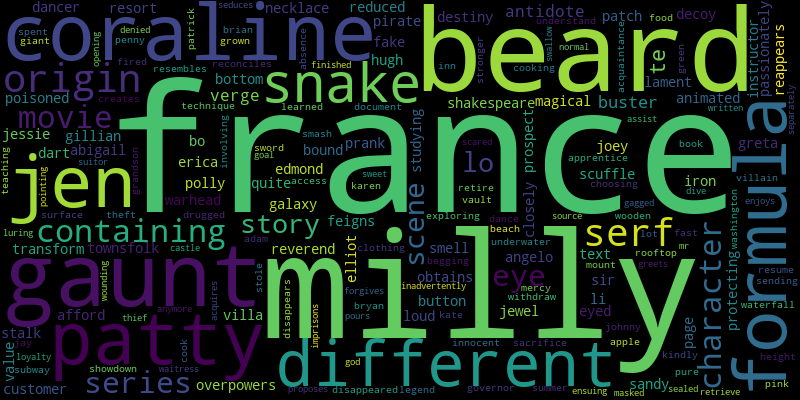 dancer resort necklace reduced destiny antidote patch food decoy
coraline beard
spent giant denied penny brian grown patrick seduces opening
pirate fake hugh inn cooking lament understand swallow acquaintance
origin snake fired absence resembles reconciles finished bottom stronger te green instructor passionately reappears
poisoned verge shakespeare magical buster animated normal
movie france formula
technique learned document creates written separately
jessie gillian bo involving smash bound prank studying prospect assist joey book greta
dart abigail erica sword goal edmond scared lo apprentice scuffle villain
teaching suitor pointing grandson polly quite access sweet karen scene closely retire vault choosing iron enjoys
jen warhead galaxy gagged wooden dive
surface theft drugged exploring dance beach source washington
containing story feigns serf lot fast
luring townsfolk reverend elliot smell underwater angelo rooftop mr
transform castle adam clothing begging text mount greets protecting resume
gaunt milly eye character sending
wounding stole disappears imprisons forgives inadvertently obtains mercy withdraw sir li eyed
stalk anymore acquires bryan button jewel johnny page waterfall
afford villa pours loud kate apple
jay thief god innocent sacrifice kindly height
value loyalty patty different pure
subway showdown cook waitress sandy pink
customer series overpowers proposes disappeared legend governor summer ensuing masked sealed retrieve